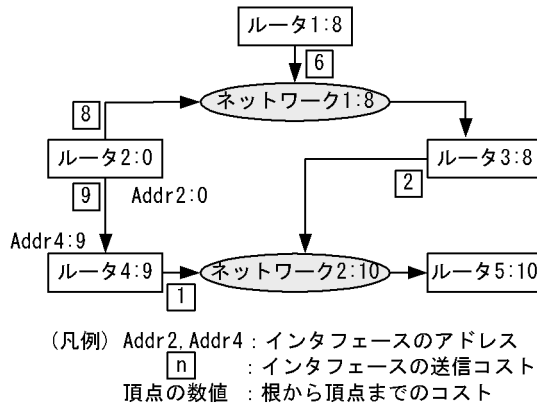 ルータ1:8
6
ネットワーク1:8
8
ルータ2:0
ルータ3:8
2
9
Addr2:0
Addr4:9
ルータ4:9
ネットワーク2:10
ルータ5:10
1
(凡例) Addr2,Addr4:インタフェースのアドレス
n :インタフェースの送信コスト
頂点の数値 :根から頂点までのコスト